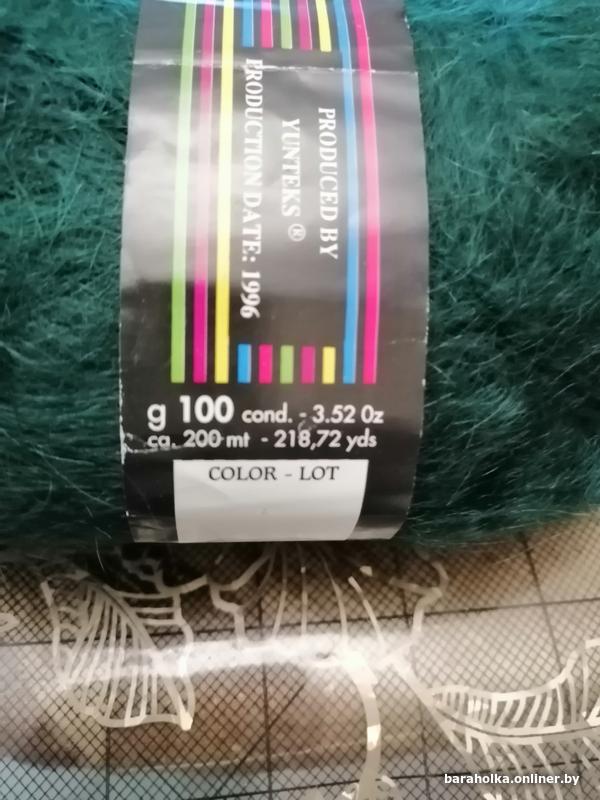 PRODUCED BY
YUNTEKS ®
PRODUCTION DATE: 1996
g 100 cond. - 3.52 0z
ca. 200 mt - 218,72 yds
COLOR - LOT
baraholka.onliner.by